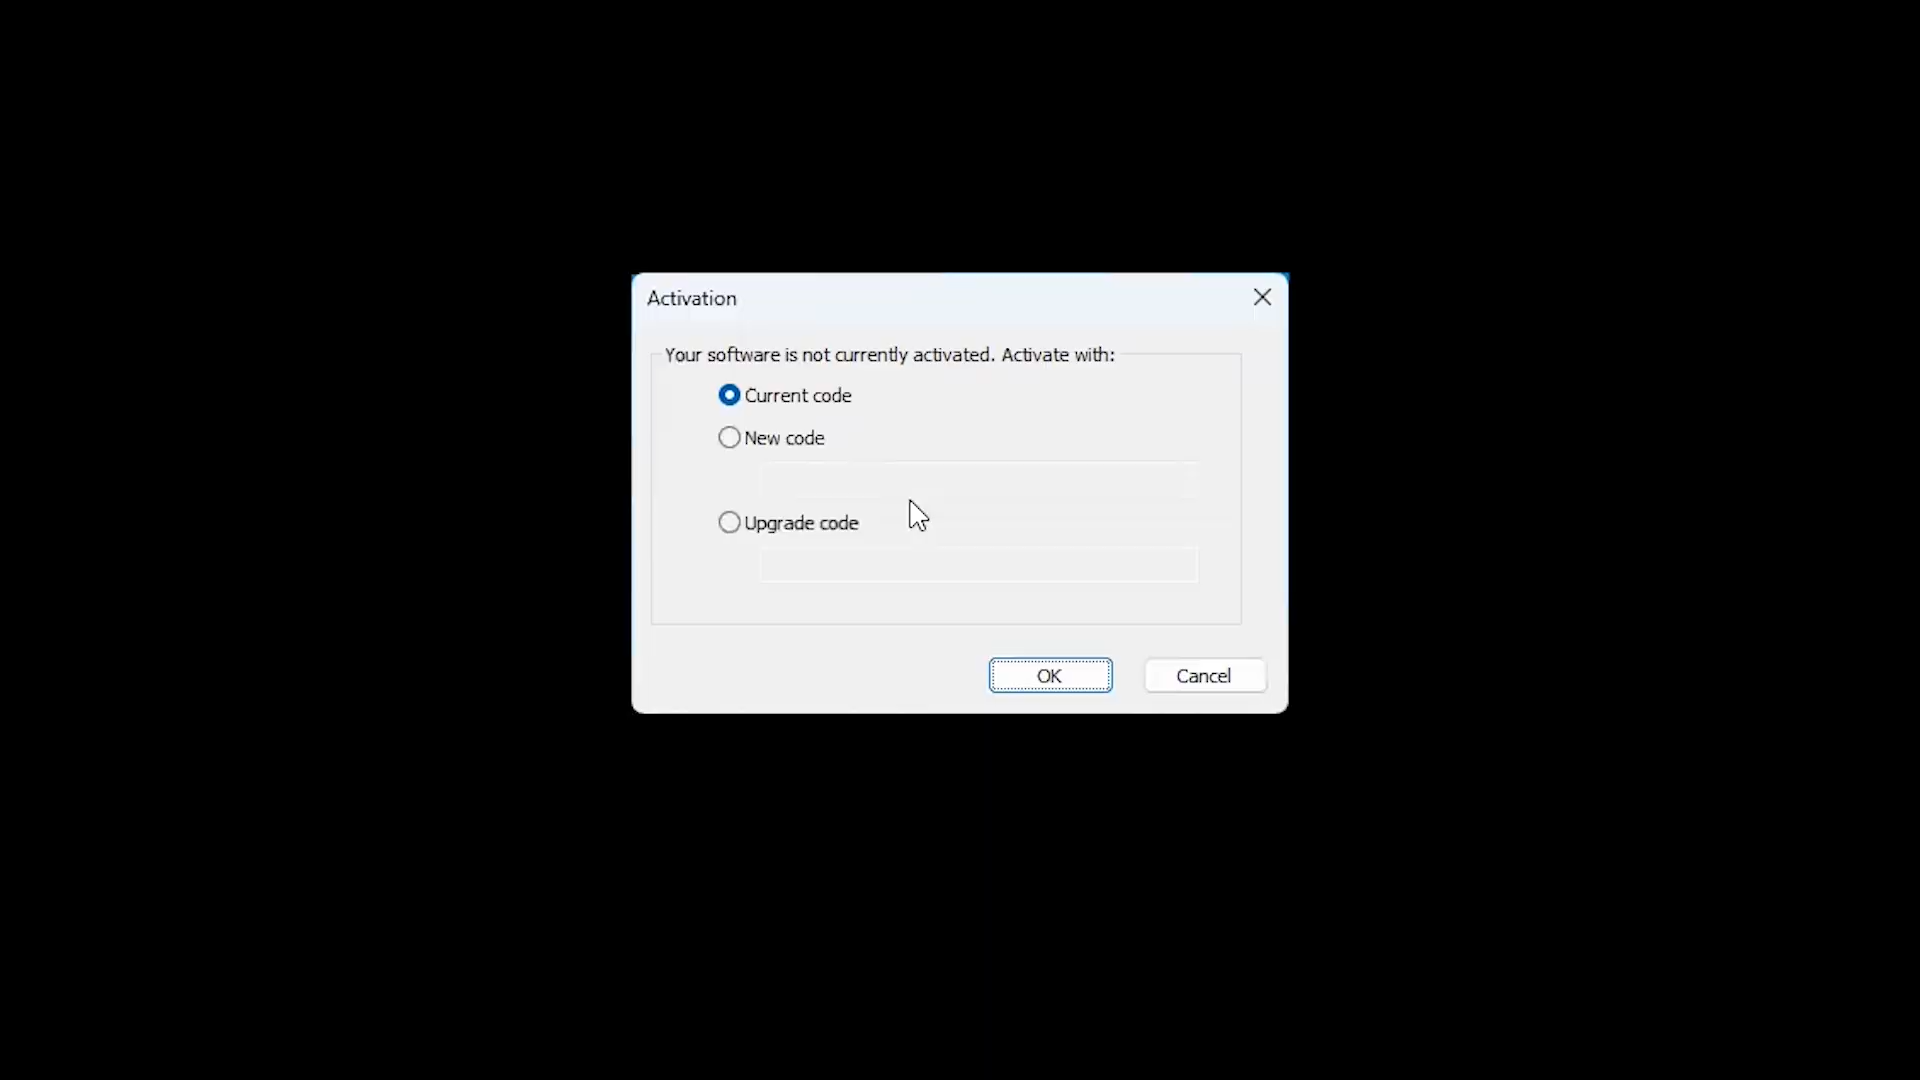 Activation
Your software is not currently activated. Activate with:
Current code
New code
Upgrade code
OK
Cancel